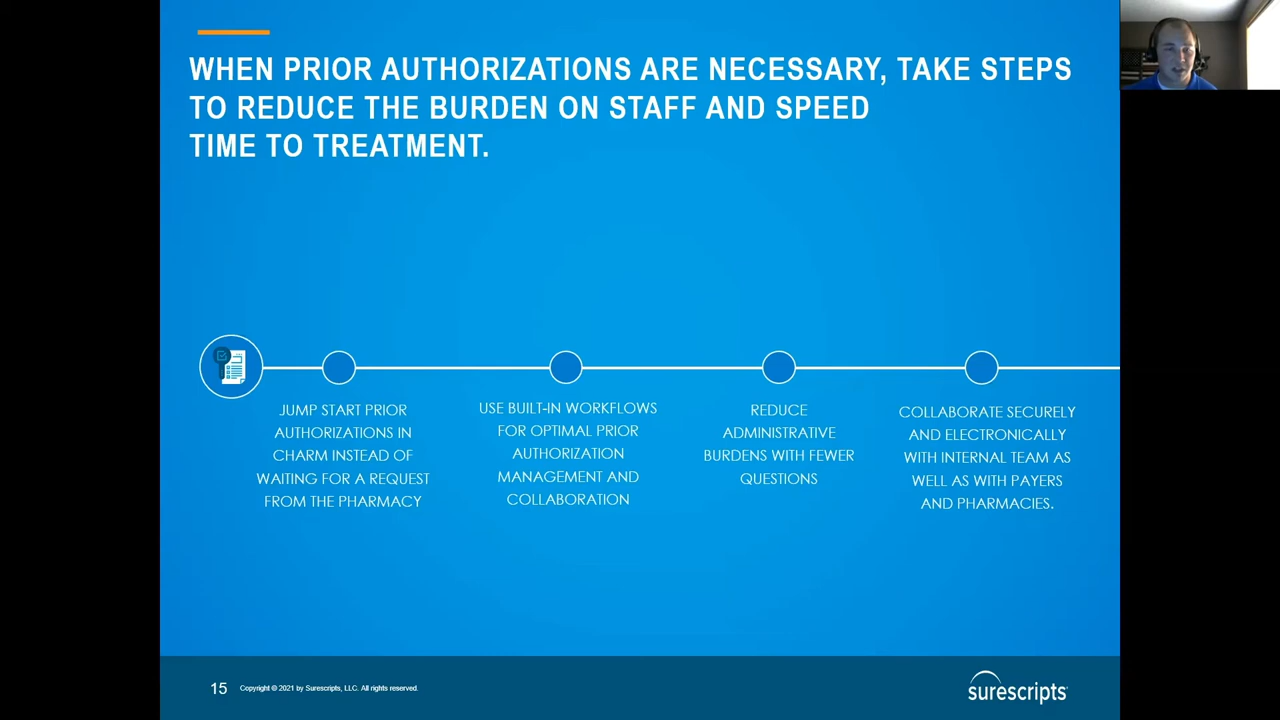 WHEN PRIOR AUTHORIZATIONS ARE NECESSARY, TAKE STEPS
TO REDUCE THE BURDEN ON STAFF AND SPEED
TIME TO TREATMENT.
JUMP START PRIOR
AUTHORIZATIONS IN
CHARM INSTEAD OF
WAITING FOR A REQUEST
FROM THE PHARMACY
USE BUILT-IN WORKFLOWS
FOR OPTIMAL PRIOR
AUTHORIZATION
MANAGEMENT AND
COLLABORATION
REDUCE
ADMINISTRATIVE
BURDENS WITH FEWER
QUESTIONS
COLLABORATE SECURELY
AND ELECTRONICALLY
WITH INTERNAL TEAM AS
WELL AS WITH PAYERS
AND PHARMACIES.
15
Copyright © 2021 by Surescripts, LLC. All rights reserved.
surescripts